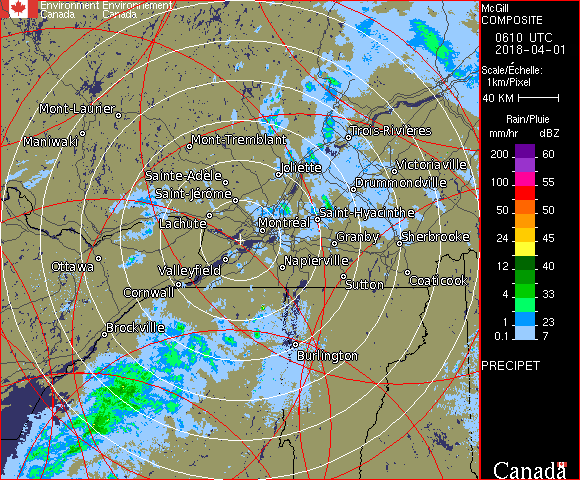 Environment Environnement
Canada Canada
McGill
COMPOSITE
0610 UTC
2018-04-01
Scale/Échelle:
1km/Pixel
40 KM
Rain/Pluie
mm/hr dBZ
200 60
100 55
50 50
24 45
12 40
4 33
1 23
0.1 7
PRECIPET
Canada
Mont-Laurier
Maniwaki
Mont-Tremblant
Trois-Rivières
Sainte-Adèle
Joliette
Victoriaville
Saint-Jérôme
Drummondville
Lachute
Montréal
Saint-Hyacinthe
Granby
Sherbrooke
Ottawa
Valleyfield
Napierville
Cornwall
Sutton
Coaticook
Brockville
Burlington